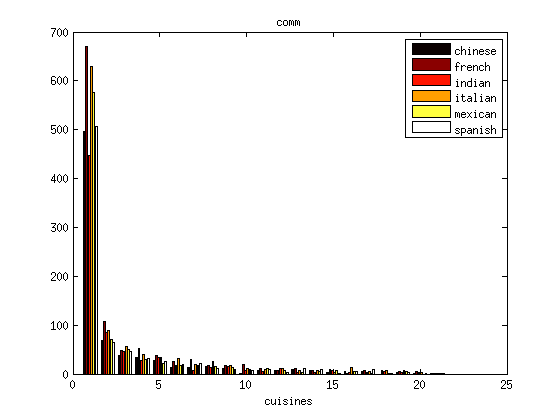 comm
700
600
500
400
300
200
100
0
chinese
french
indian
italian
mexican
spanish
0 5 10 15 20 25
cuisines